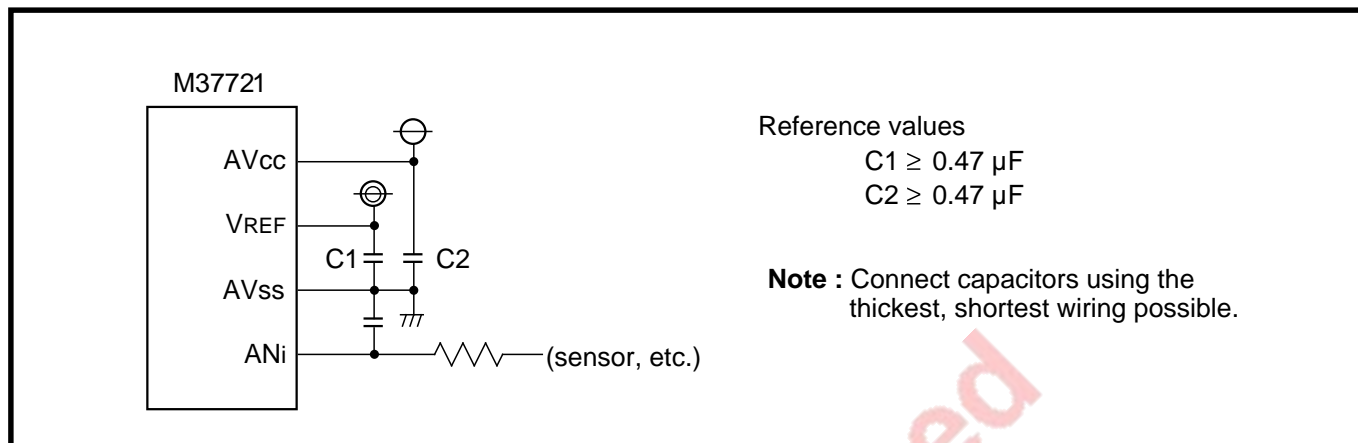 M37721
AVcc
VREF
C1
C2
AVss
ANi
(sensor, etc.)
Reference values
C1 ≥ 0.47 µF
C2 ≥ 0.47 µF
Note : Connect capacitors using the
thickest, shortest wiring possible.
ed